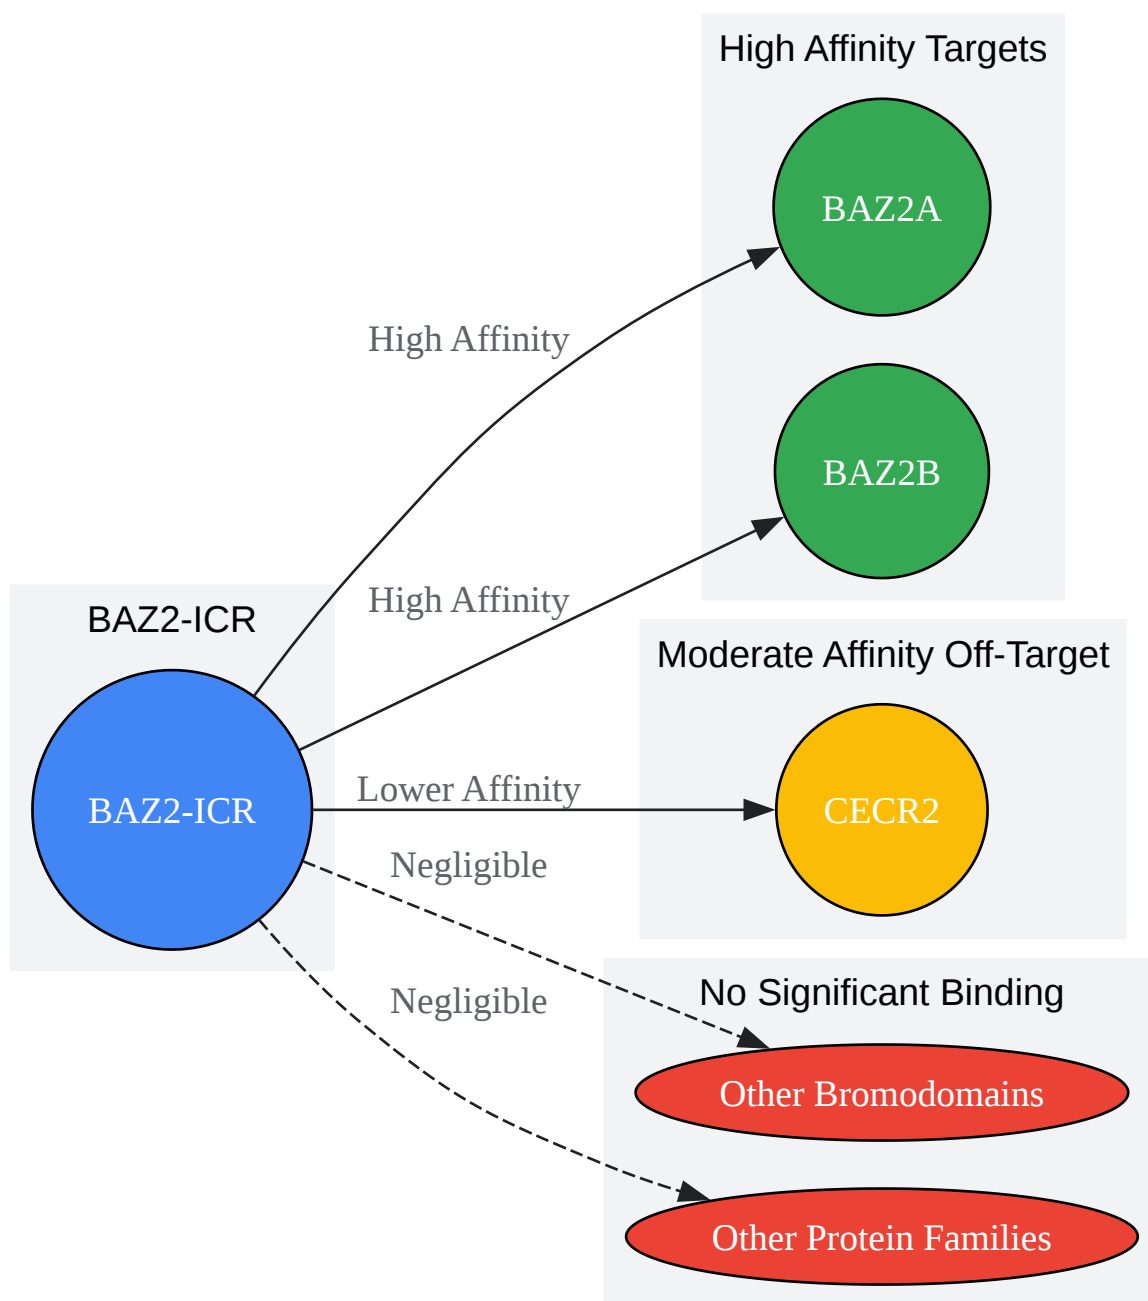 High Affinity Targets
BAZ2A
High Affinity
BAZ2B
High Affinity
BAZ2-ICR
Moderate Affinity Off-Target
BAZ2-ICR
Lower Affinity
CECR2
Negligible
Negligible
No Significant Binding
Other Bromodomains
Other Protein Families